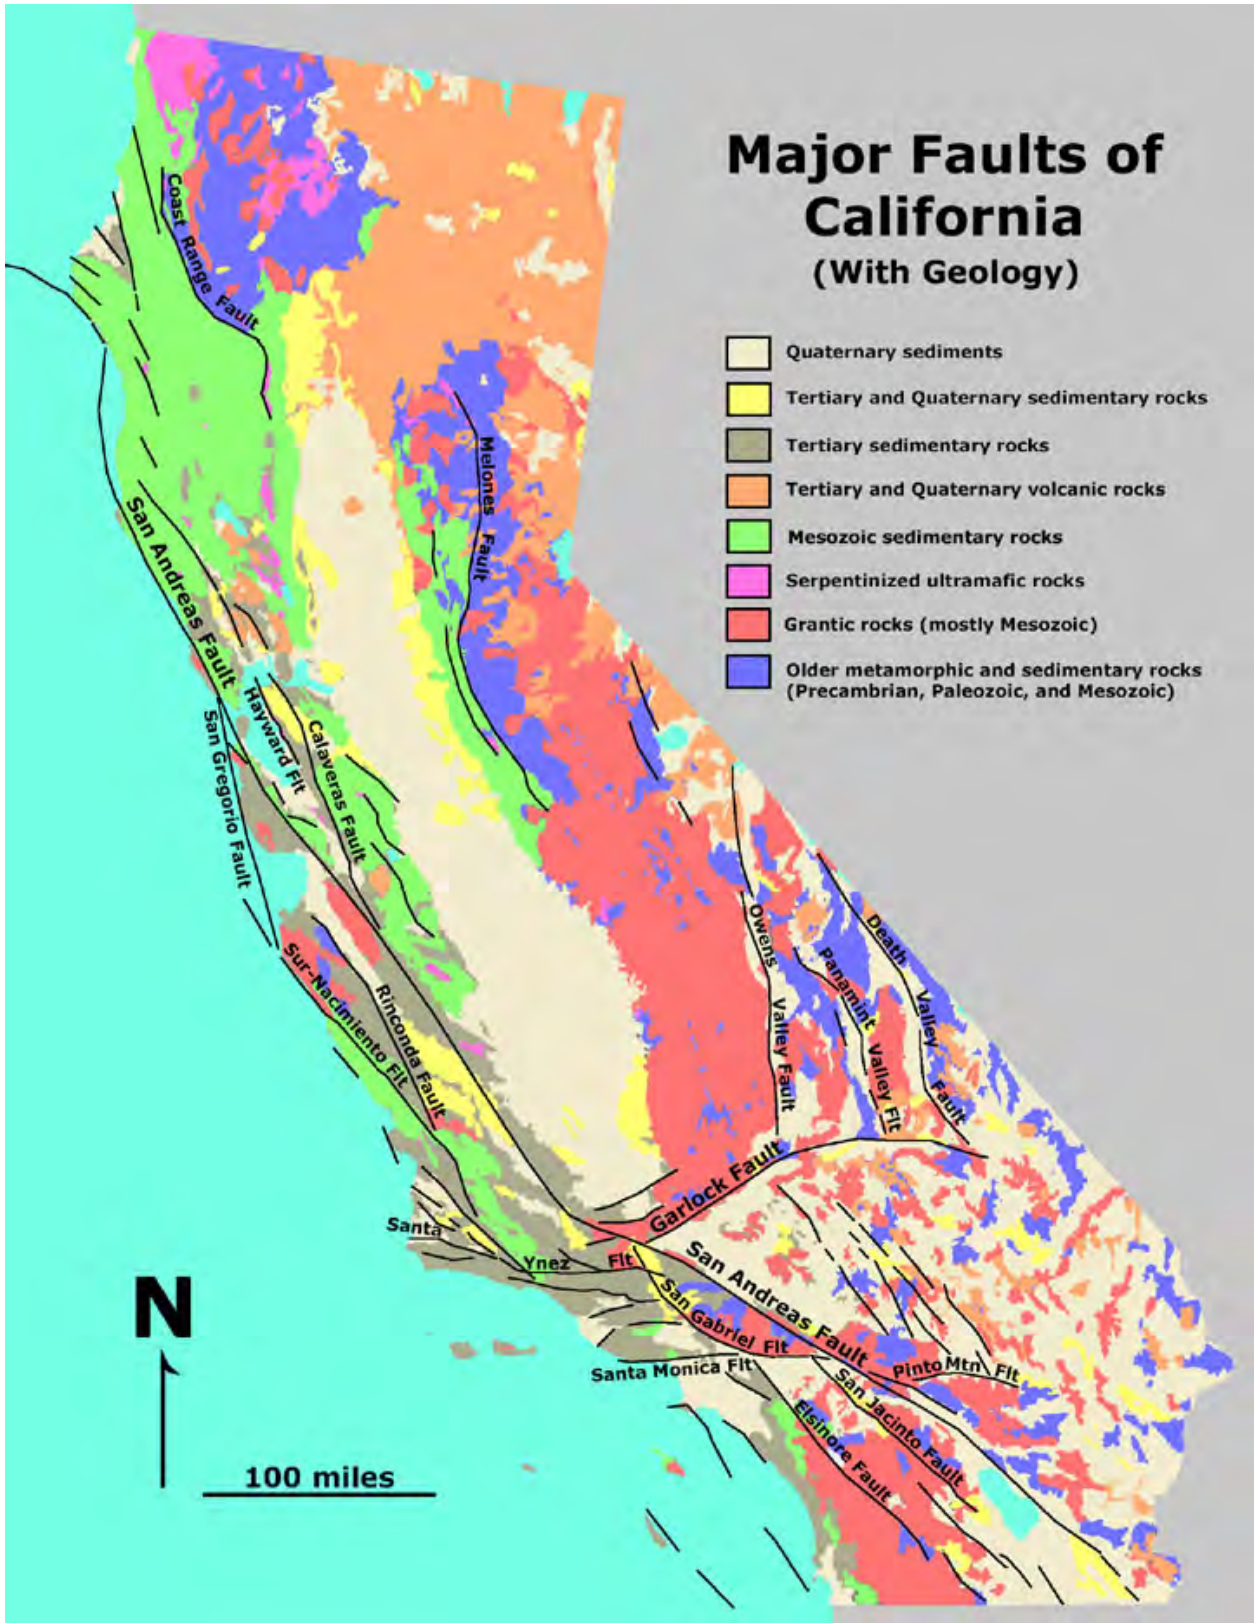 Major Faults of
California
(With Geology)
Quaternary sediments
Tertiary and Quaternary sedimentary rocks
Tertiary sedimentary rocks
Tertiary and Quaternary volcanic rocks
Mesozoic sedimentary rocks
Serpentinized ultramafic rocks
Grantic rocks (mostly Mesozoic)
Older metamorphic and sedimentary rocks
(Precambrian, Paleozoic, and Mesozoic)
Coast Range Fault
Melones Fault
San Andreas Fault
Hayward Flt
Calaveras Fault
San Gregorio Fault
Owens Valley Fault
Death Valley Fault
Panamint Valley Flt
Sur-Nacimiento Flt
Rinconda Fault
Garlock Fault
Santa Ynez Flt
San Andreas Fault
San Gabriel Flt
Santa Monica Flt
Pinto Mtn Flt
San Jacinto Fault
Elsinore Fault
N
100 miles